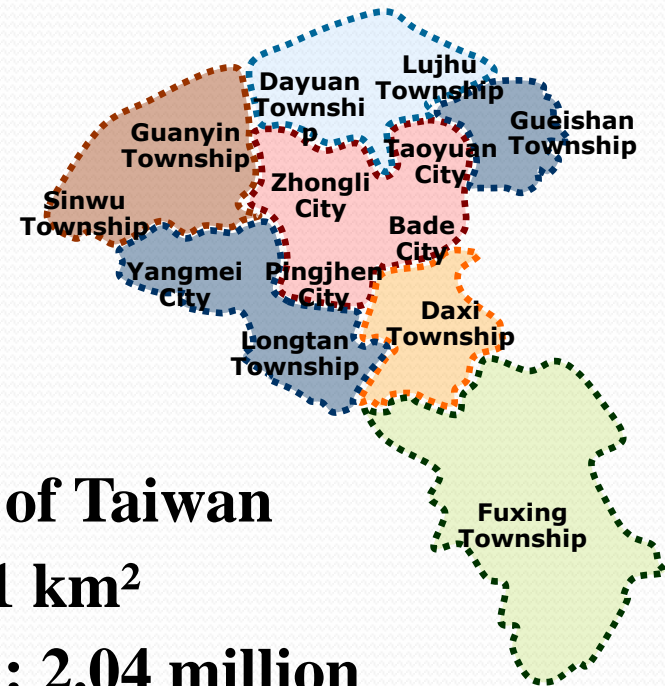 Lujhu
Township
Dayuan
Townshi
p
Gueishan
Township
Guanyin
Township
Taoyuan
City
Zhongli
City
Sinwu
Township
Bade
City
Yangmei
City
Pingjhen
City
Daxi
Township
Longtan
Township
Fuxing
Township
of Taiwan
1 km²
: 2.04 million